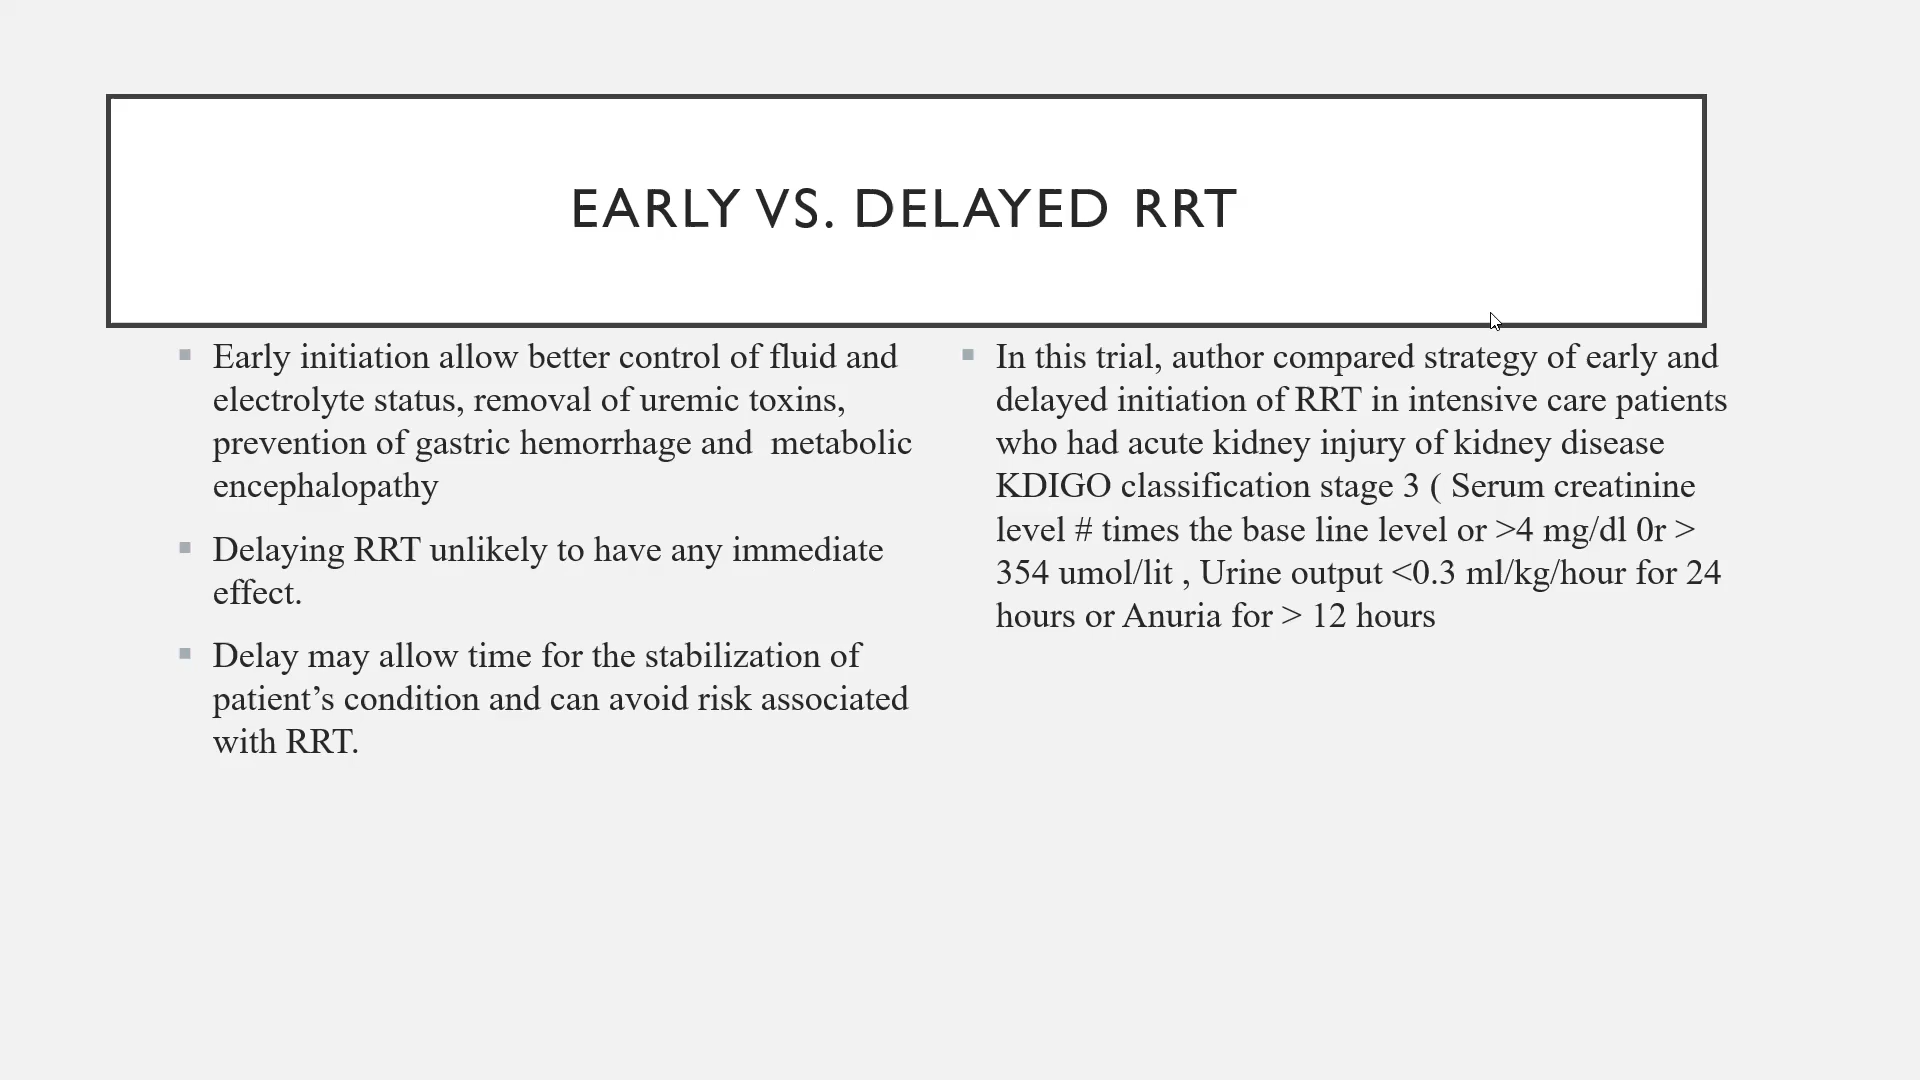 EARLY VS. DELAYED RRT
Early initiation allow better control of fluid and
electrolyte status, removal of uremic toxins,
prevention of gastric hemorrhage and  metabolic
encephalopathy
Delaying RRT unlikely to have any immediate
effect.
Delay may allow time for the stabilization of
patient’s condition and can avoid risk associated
with RRT.
In this trial, author compared strategy of early and
delayed initiation of RRT in intensive care patients
who had acute kidney injury of kidney disease
KDIGO classification stage 3 ( Serum creatinine
level # times the base line level or >4 mg/dl 0r >
354 umol/lit , Urine output <0.3 ml/kg/hour for 24
hours or Anuria for > 12 hours